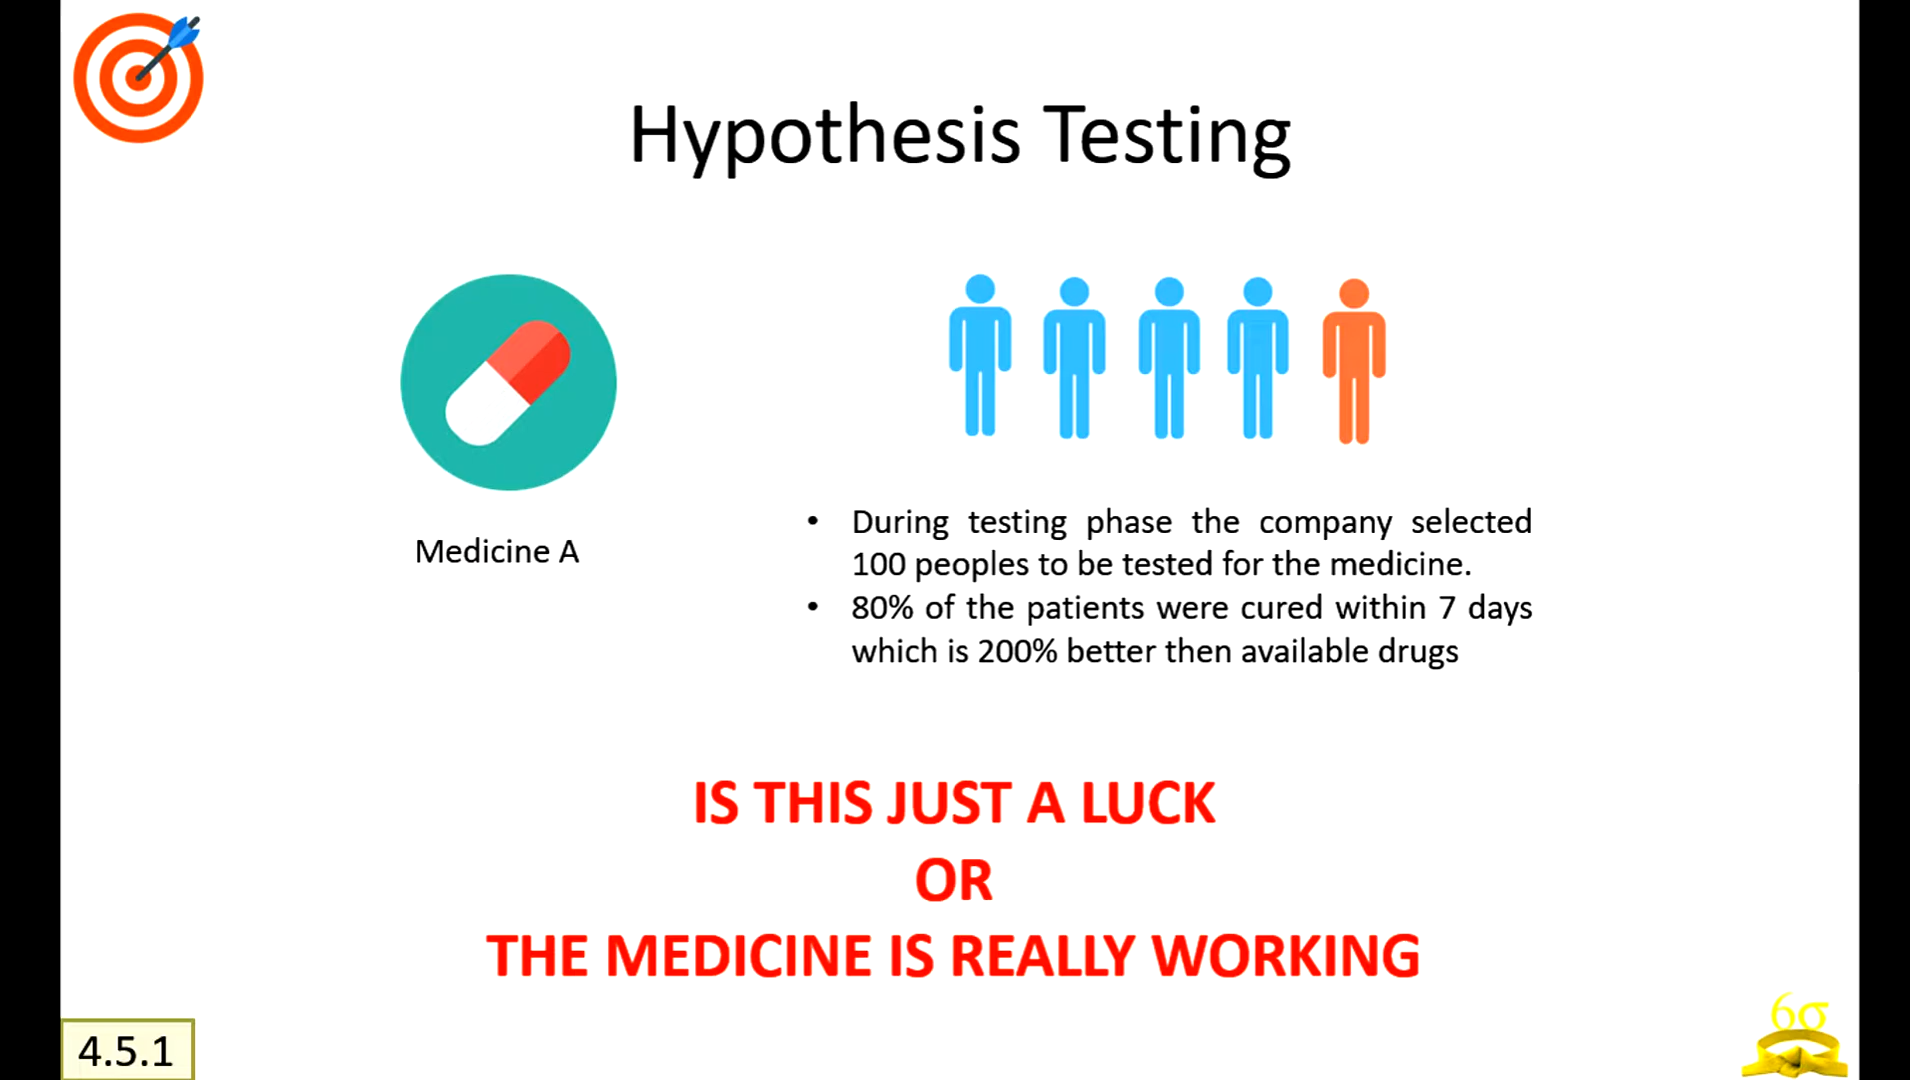 Hypothesis Testing
Medicine A
• During testing phase the company selected
100 peoples to be tested for the medicine.
• 80% of the patients were cured within 7 days
which is 200% better then available drugs
IS THIS JUST A LUCK
OR
THE MEDICINE IS REALLY WORKING
4.5.1
6σ